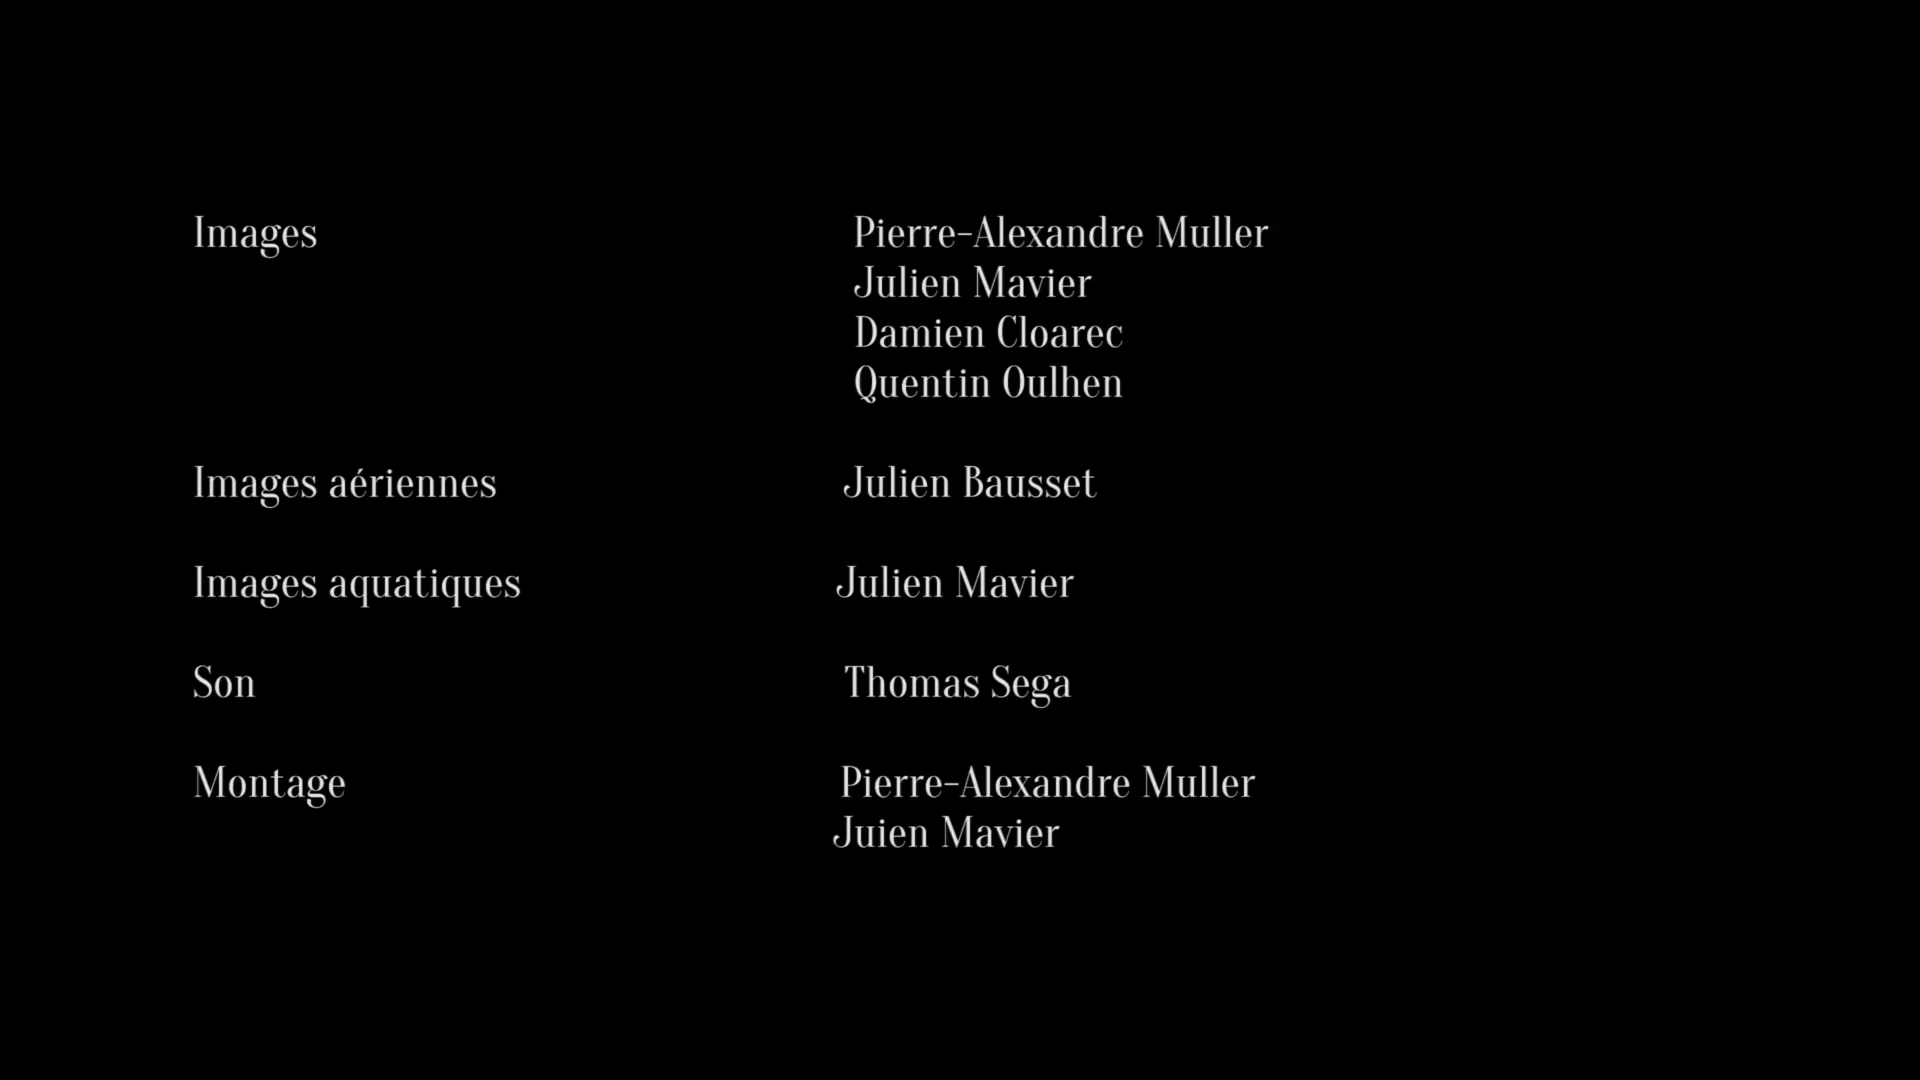 Images Pierre-Alexandre Muller
Julien Mavier
Damien Cloarec
Quentin Oulhen
Images aériennes Julien Bausset
Images aquatiques Julien Mavier
Son Thomas Sega
Montage Pierre-Alexandre Muller
Juien Mavier